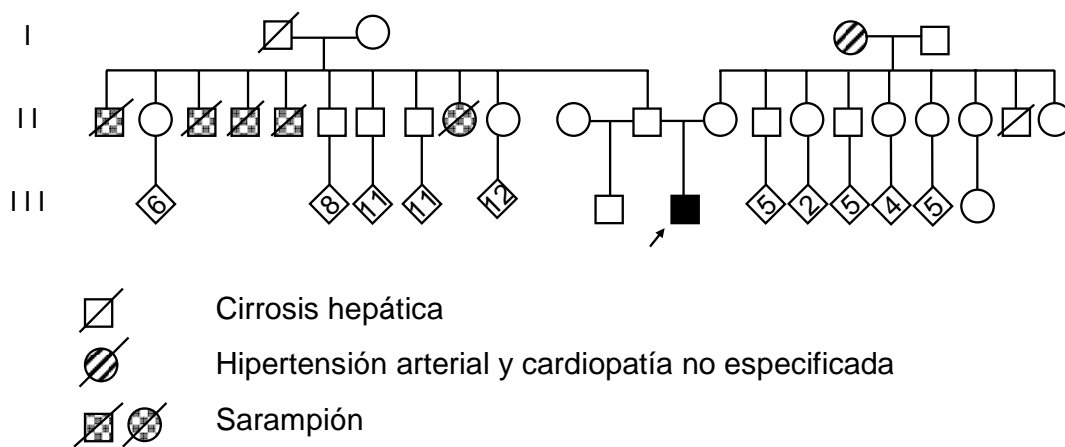 I
II
III
6
8
11
11
12
5
2
5
4
5
Cirrosis hepática
Hipertensión arterial y cardiopatía no especificada
Sarampión